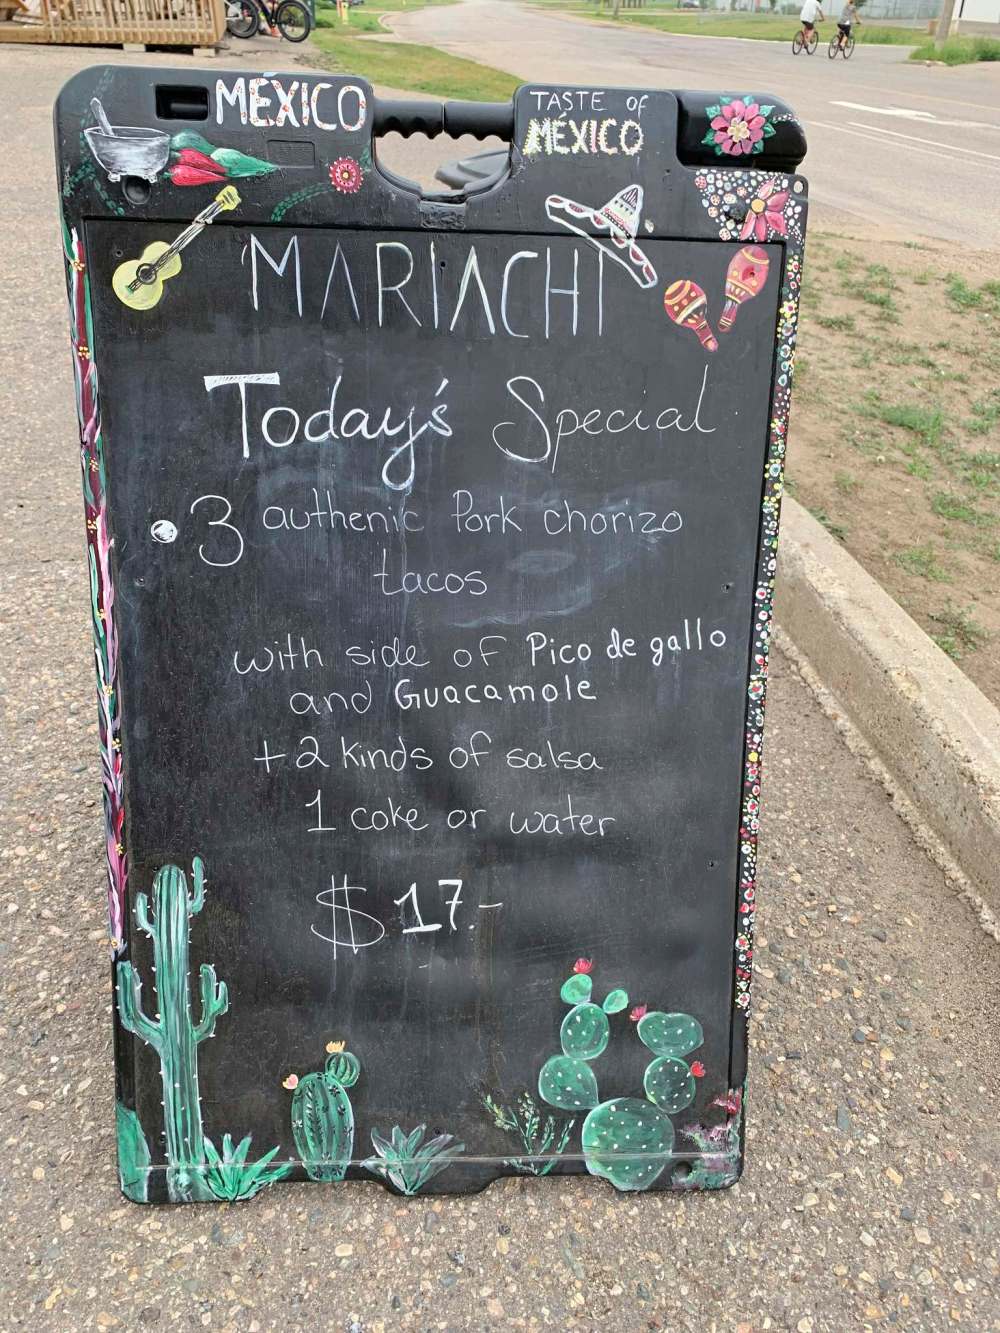 MÉXICO
TASTE of
MÉXICO
MARIACHI
Today's Special
• 3 authenic Pork chorizo
tacos
with side of Pico de gallo
and Guacamole
+ 2 kinds of salsa
1 coke or water
$17.-